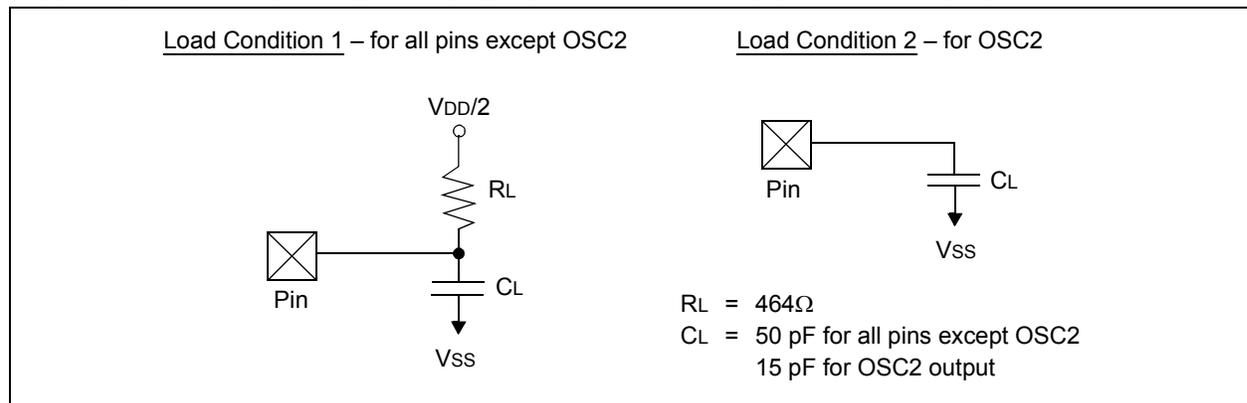 Load Condition 1 – for all pins except OSC2
Load Condition 2 – for OSC2
VDD/2
RL
Pin
CL
VSS
Pin
CL
VSS
RL = 464Ω
CL = 50 pF for all pins except OSC2
15 pF for OSC2 output